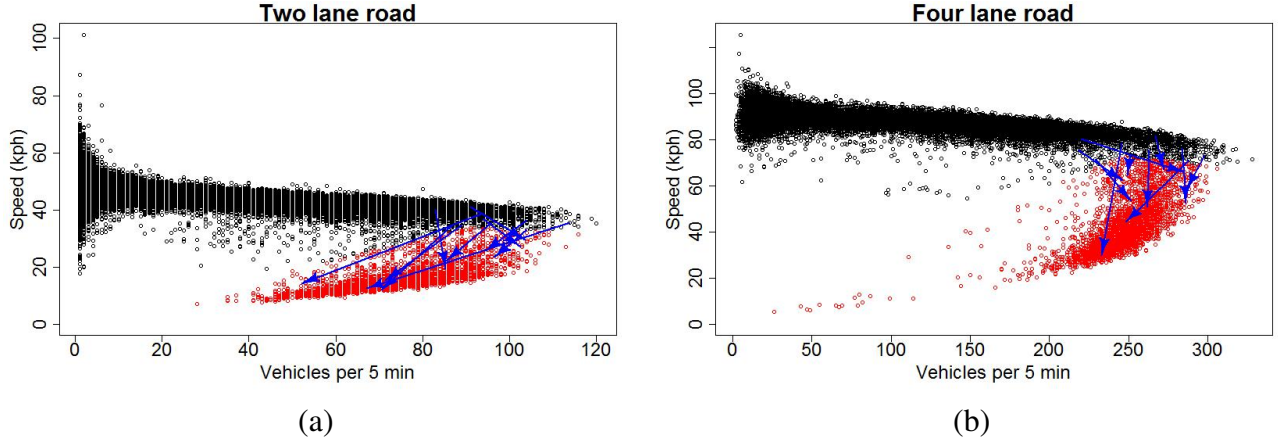 Two lane road
Speed (kph)
0 20 40 60 80 100
0 20 40 60 80 100 120
Vehicles per 5 min
(a)
Four lane road
Speed (kph)
0 20 40 60 80 100
0 50 100 150 200 250 300
Vehicles per 5 min
(b)